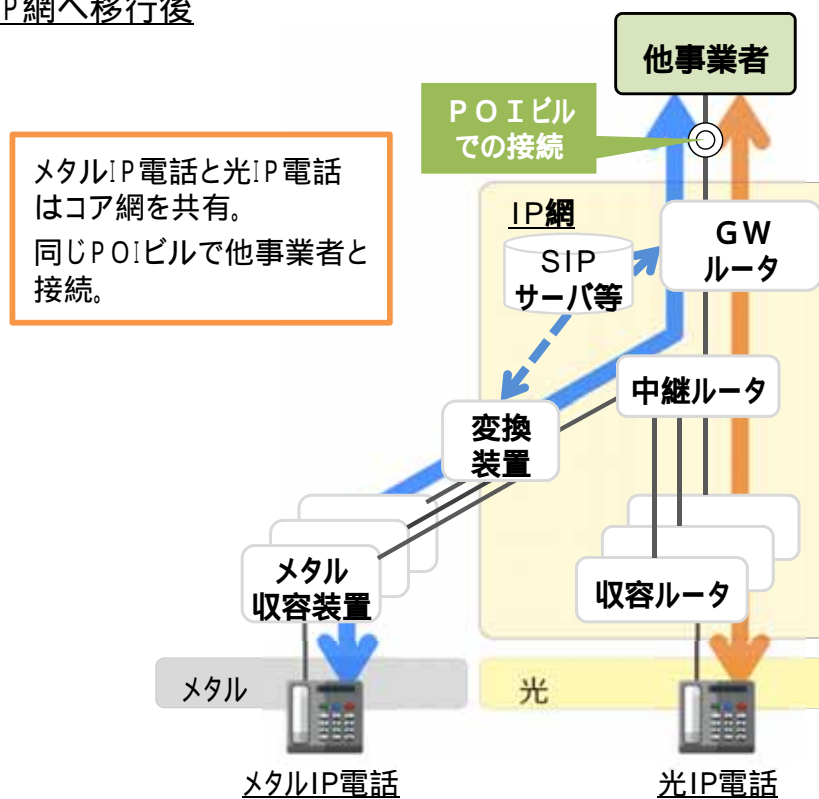 IP網へ移行後
他事業者
POIビル
での接続
メタルIP電話と光IP電話
はコア網を共有。
同じPOIビルで他事業者と
接続。
IP網
SIP
サーバ等
GW
ルータ
中継ルータ
変換
装置
メタル
収容装置
収容ルータ
メタル
光
メタルIP電話
光IP電話